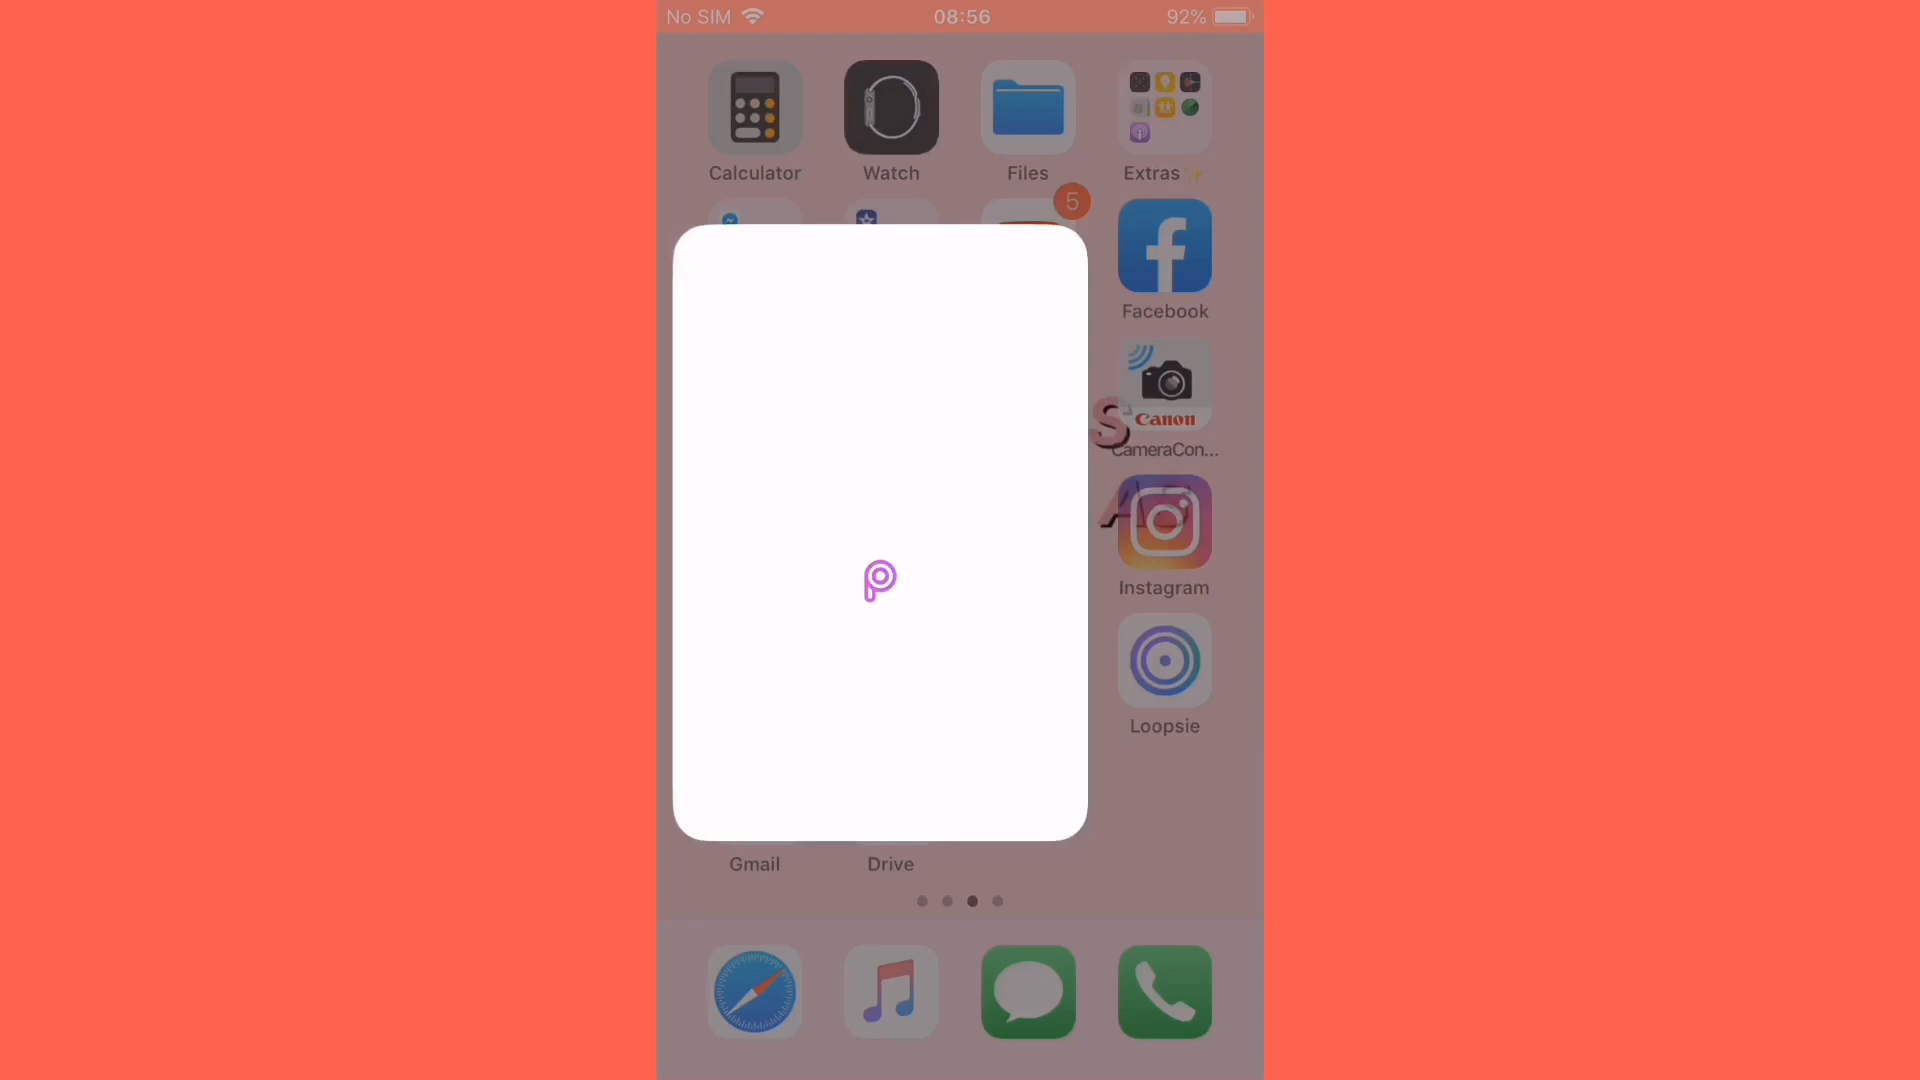 No SIM 08:56 92%
Calculator Watch Files Extras✨
5
Facebook
Canon
S
CameraCon...
Instagram
Loopsie
Gmail Drive